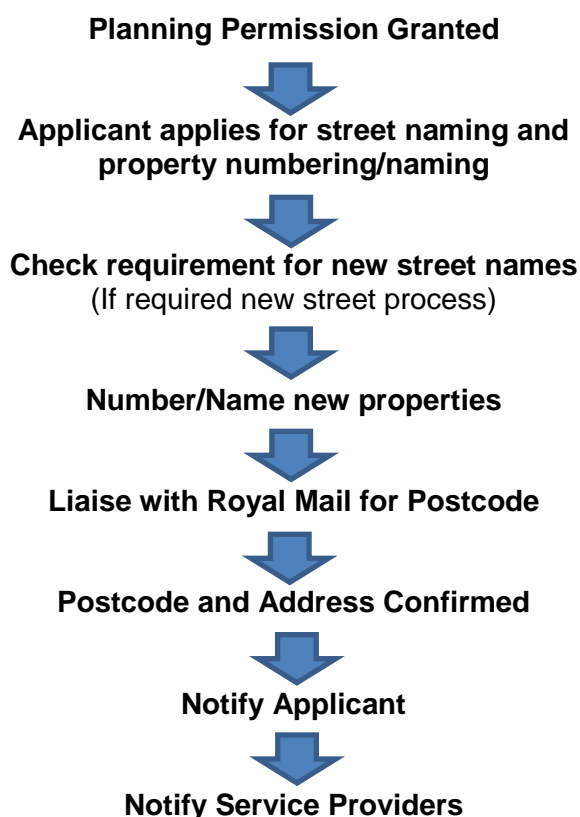 Planning Permission Granted
Applicant applies for street naming and
property numbering/naming
Check requirement for new street names
(If required new street process)
Number/Name new properties
Liaise with Royal Mail for Postcode
Postcode and Address Confirmed
Notify Applicant
Notify Service Providers